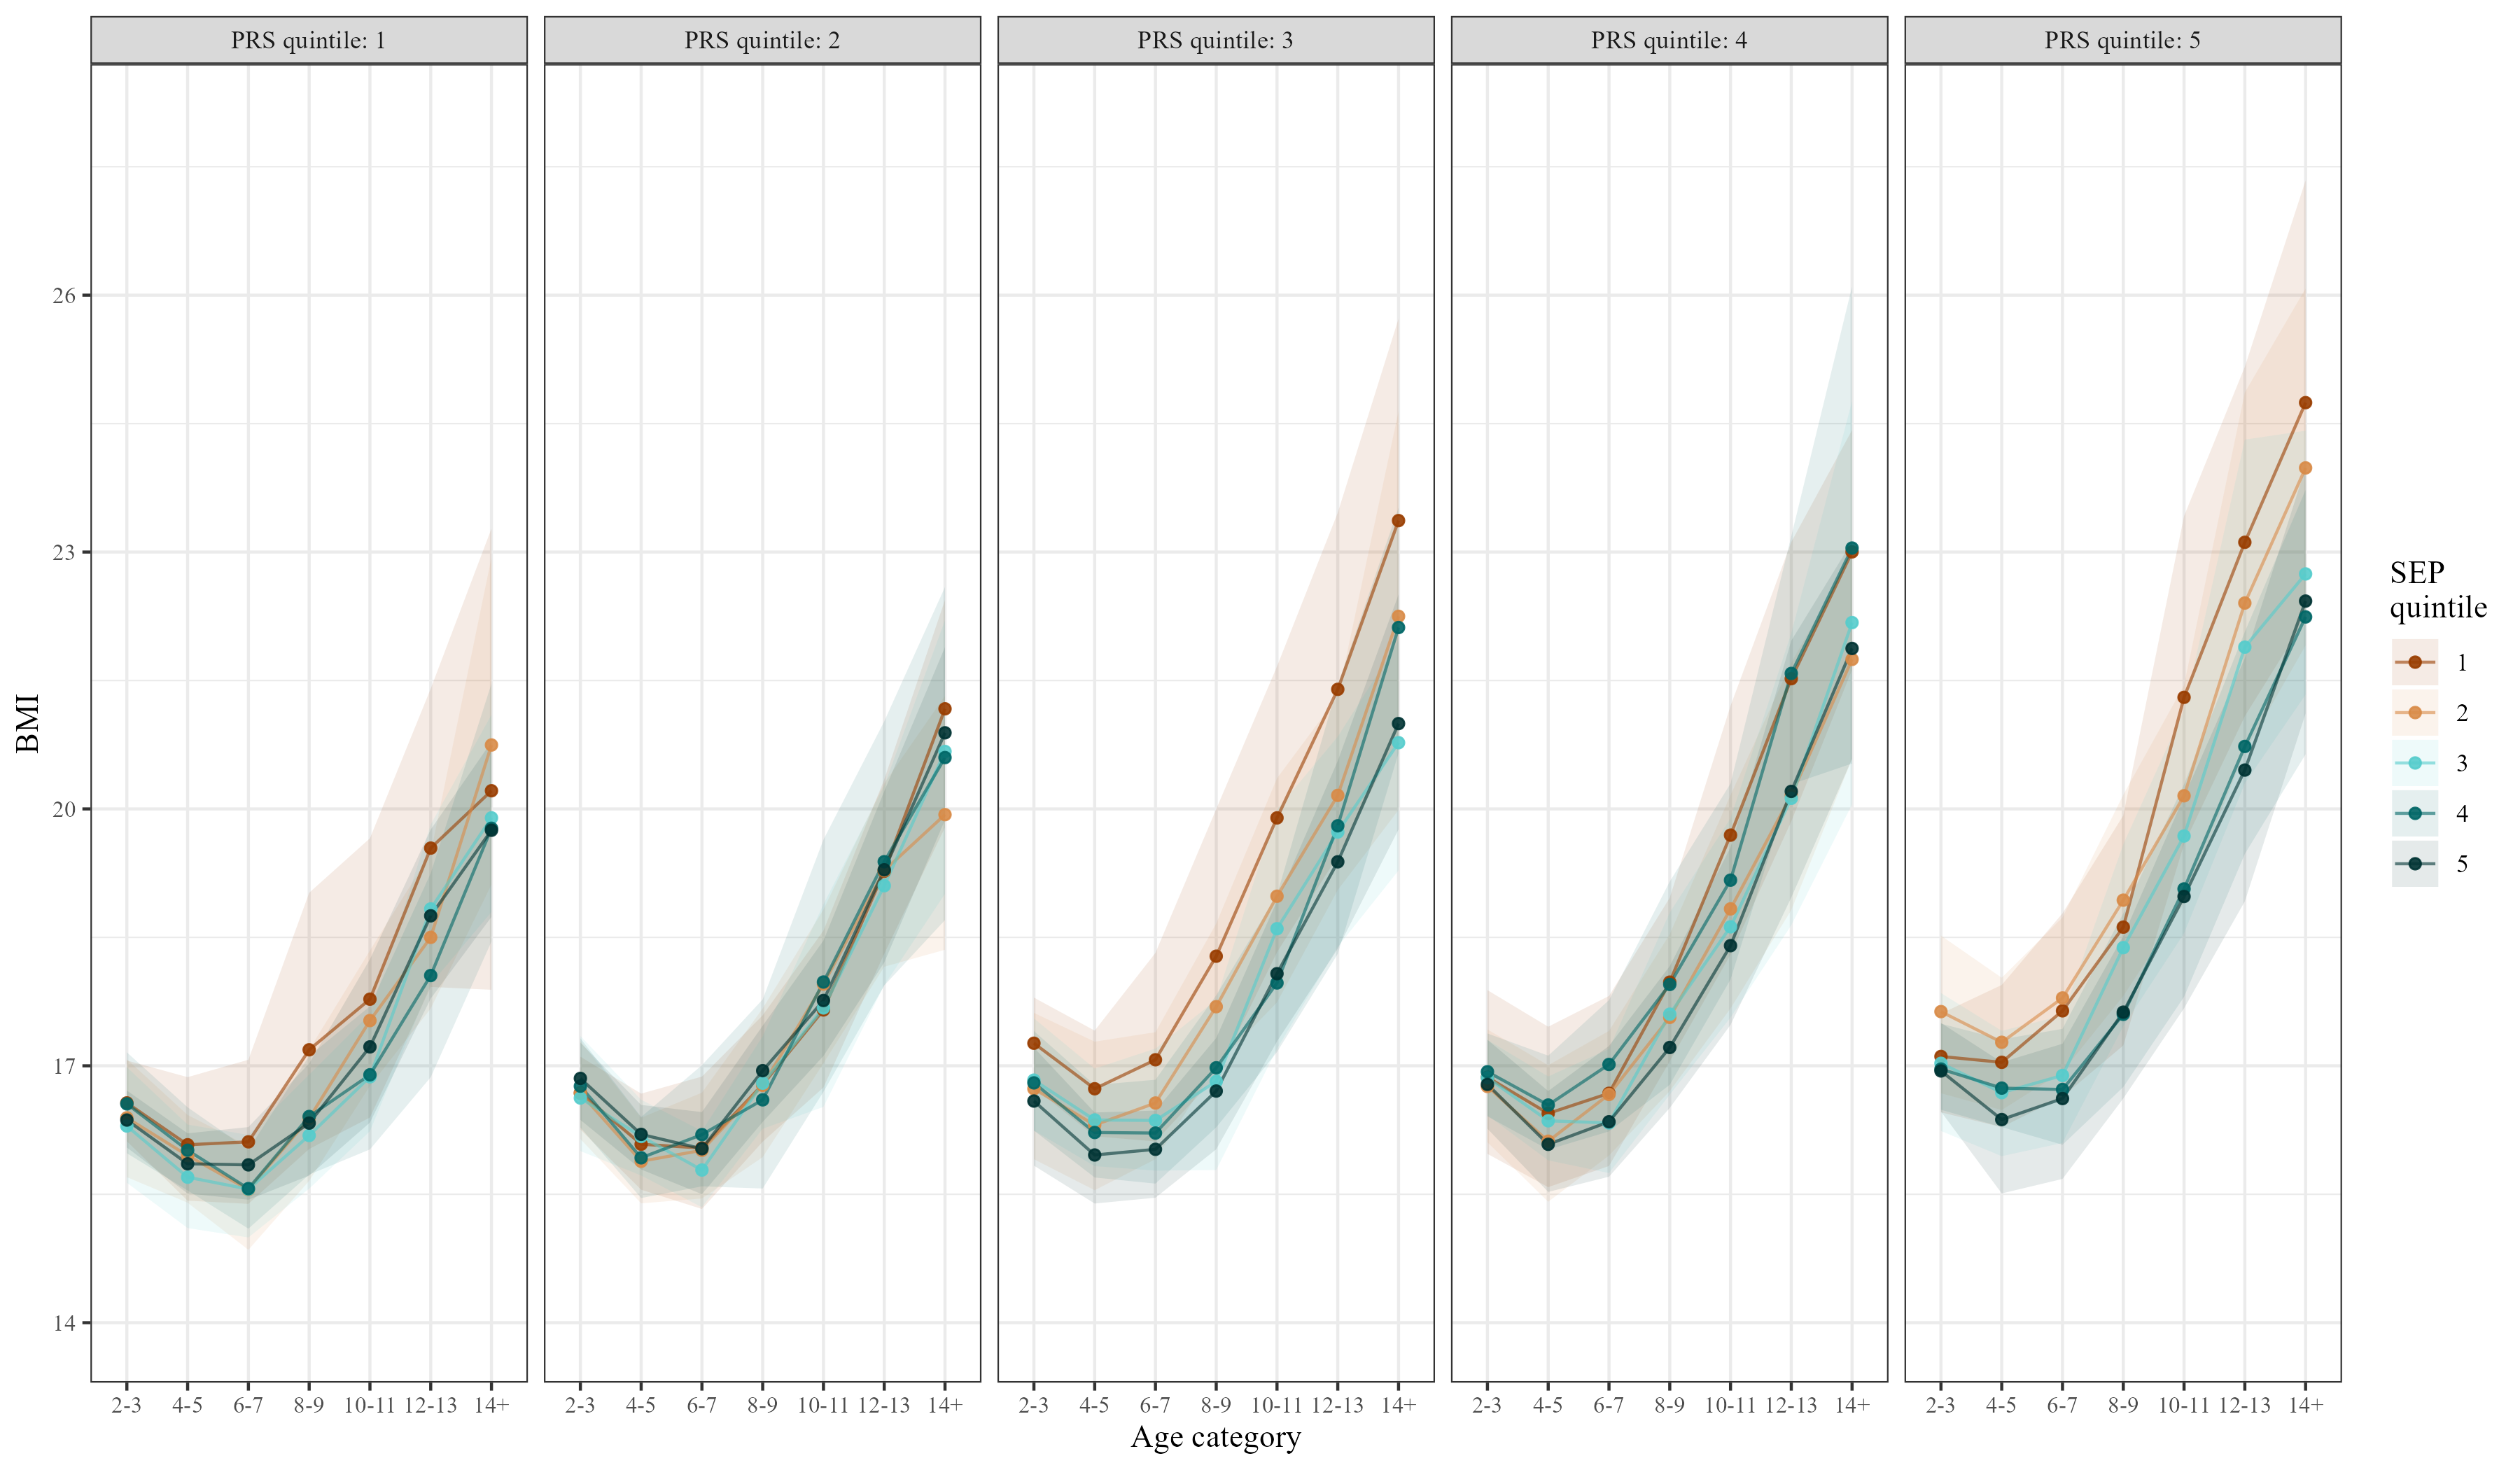 PRS quintile: 1 PRS quintile: 2 PRS quintile: 3 PRS quintile: 4 PRS quintile: 5
BMI
26
23
20
17
14
2-3 4-5 6-7 8-9 10-11 12-13 14+ 2-3 4-5 6-7 8-9 10-11 12-13 14+ 2-3 4-5 6-7 8-9 10-11 12-13 14+ 2-3 4-5 6-7 8-9 10-11 12-13 14+ 2-3 4-5 6-7 8-9 10-11 12-13 14+
Age category
SEP
quintile
1
2
3
4
5